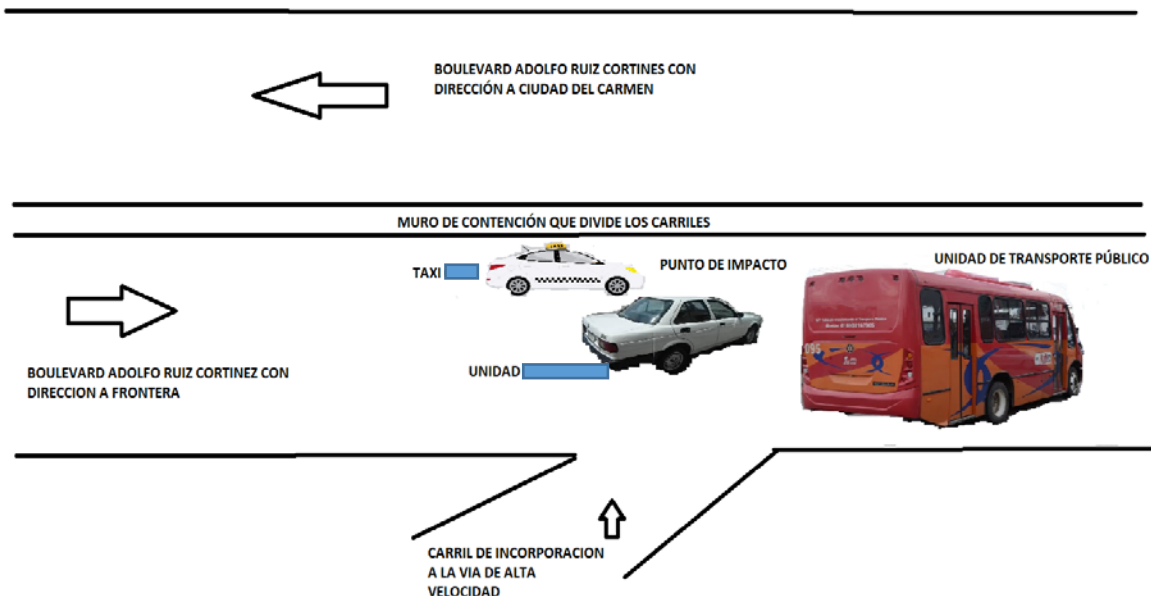 BOULEVARD ADOLFO RUIZ CORTINES CON
DIRECCIÓN A CIUDAD DEL CARMEN
MURO DE CONTENCIÓN QUE DIVIDE LOS CARRILES
TAXI
PUNTO DE IMPACTO
UNIDAD DE TRANSPORTE PÚBLICO
UNIDAD
BOULEVARD ADOLFO RUIZ CORTINEZ CON
DIRECCION A FRONTERA
CARRIL DE INCORPORACION
A LA VIA DE ALTA
VELOCIDAD